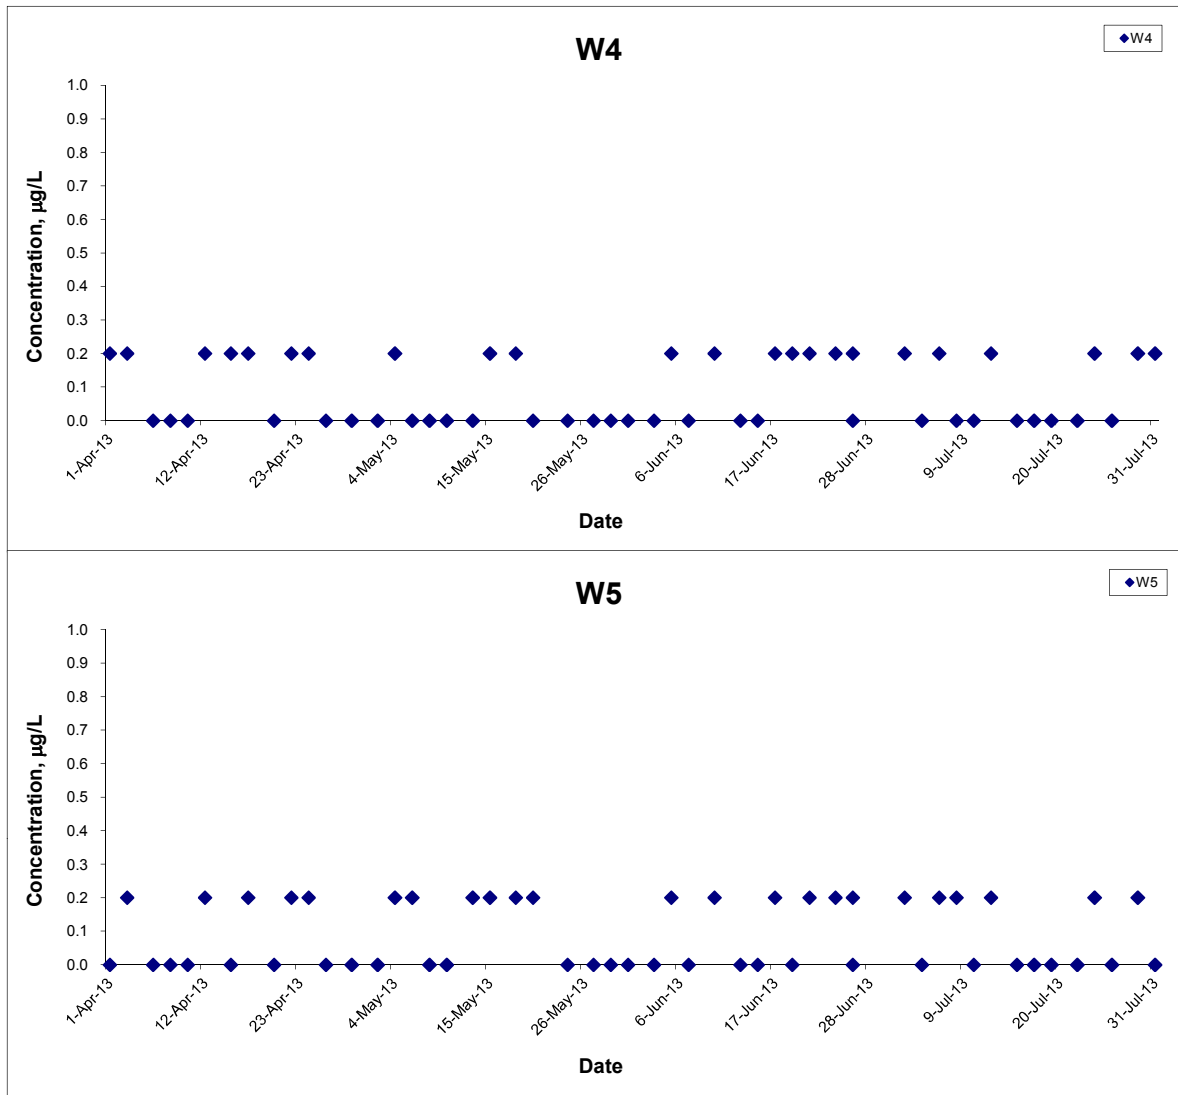 W4
W4
1.0
0.9
0.8
0.7
0.6
0.5
0.4
0.3
0.2
0.1
0.0
Concentration, µg/L
1-Apr-13
12-Apr-13
23-Apr-13
4-May-13
15-May-13
26-May-13
6-Jun-13
17-Jun-13
28-Jun-13
9-Jul-13
20-Jul-13
31-Jul-13
Date
W5
W5
1.0
0.9
0.8
0.7
0.6
0.5
0.4
0.3
0.2
0.1
0.0
Concentration, µg/L
1-Apr-13
12-Apr-13
23-Apr-13
4-May-13
15-May-13
26-May-13
6-Jun-13
17-Jun-13
28-Jun-13
9-Jul-13
20-Jul-13
31-Jul-13
Date